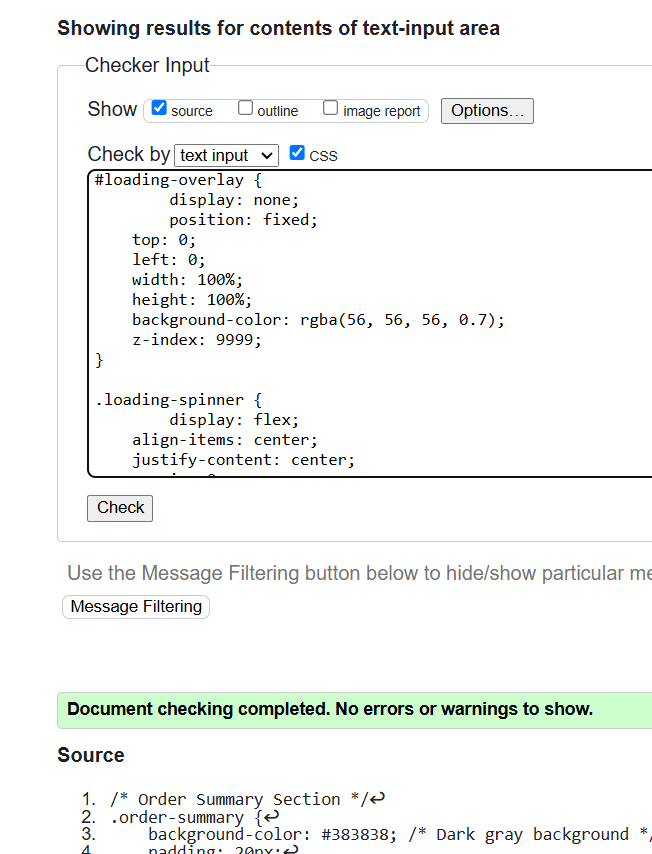 Showing results for contents of text-input area
Checker Input
Show source outline image report Options...
Check by text input CSS
#loading-overlay {
        display: none;
        position: fixed;
    top: 0;
    left: 0;
    width: 100%;
    height: 100%;
    background-color: rgba(56, 56, 56, 0.7);
    z-index: 9999;
}

.loading-spinner {
        display: flex;
    align-items: center;
    justify-content: center;
Check
Use the Message Filtering button below to hide/show particular me
Message Filtering
Document checking completed. No errors or warnings to show.
Source
1. /* Order Summary Section */↩
2. .order-summary {↩
3.     background-color: #383838; /* Dark gray background */
4.     padding: 20px;↩